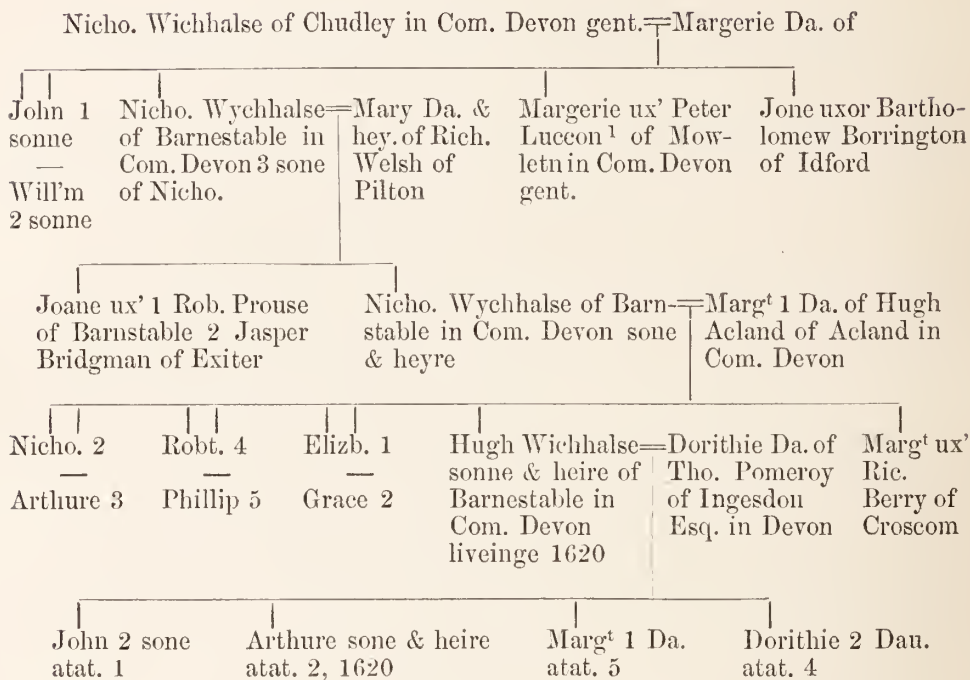 Nicho. Wichhalse of Chudley in Com. Devon gent.=Margerie Da. of
John 1
sonne
—
Will'm
2 sonne
Nicho. Wychhalse=
of Barnestable in
Com. Devon 3 sone
of Nicho.
Mary Da. &
hey. of Rich.
Welsh of
Pilton
Margerie ux' Peter
Luccon ¹ of Mow-
letn in Com. Devon
gent.
Jone uxor Bartho-
lomew Borrington
of Idford
Joane ux' 1 Rob. Prouse
of Barnstable 2 Jasper
Bridgman of Exiter
Nicho. Wychhalse of Barn-=
stable in Com. Devon sone
& heyre
Margᵗ 1 Da. of Hugh
Acland of Acland in
Com. Devon
Nicho. 2
—
Arthure 3
Robt. 4
—
Phillip 5
Elizb. 1
—
Grace 2
Hugh Wichhalse=
sonne & heire of
Barnestable in
Com. Devon
liveinge 1620
Dorithie Da. of
Tho. Pomeroy
of Ingesdon
Esq. in Devon
Margᵗ ux'
Ric.
Berry of
Croscom
John 2 sone
atat. 1
Arthure sone & heire
atat. 2, 1620
Margᵗ 1 Da.
atat. 5
Dorithie 2 Dau.
atat. 4